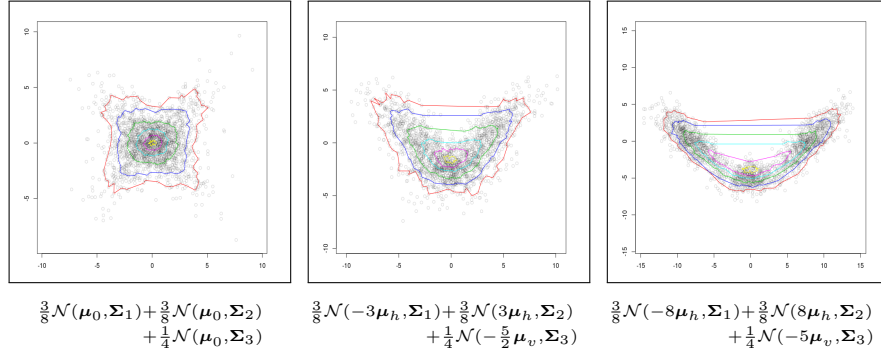 10
5
0
-5
-10 -5 0 5 10
10
5
0
-5
-10
-10 -5 0 5 10
15
10
5
0
-5
-10
-15
-15 -10 -5 0 5 10 15
3/8 𝒩(μ₀,Σ₁)+3/8 𝒩(μ₀,Σ₂)
+1/4 𝒩(μ₀,Σ₃)
3/8 𝒩(−3μₕ,Σ₁)+3/8 𝒩(3μₕ,Σ₂)
+1/4 𝒩(−5/2 μᵥ,Σ₃)
3/8 𝒩(−8μₕ,Σ₁)+3/8 𝒩(8μₕ,Σ₂)
+1/4 𝒩(−5μᵥ,Σ₃)